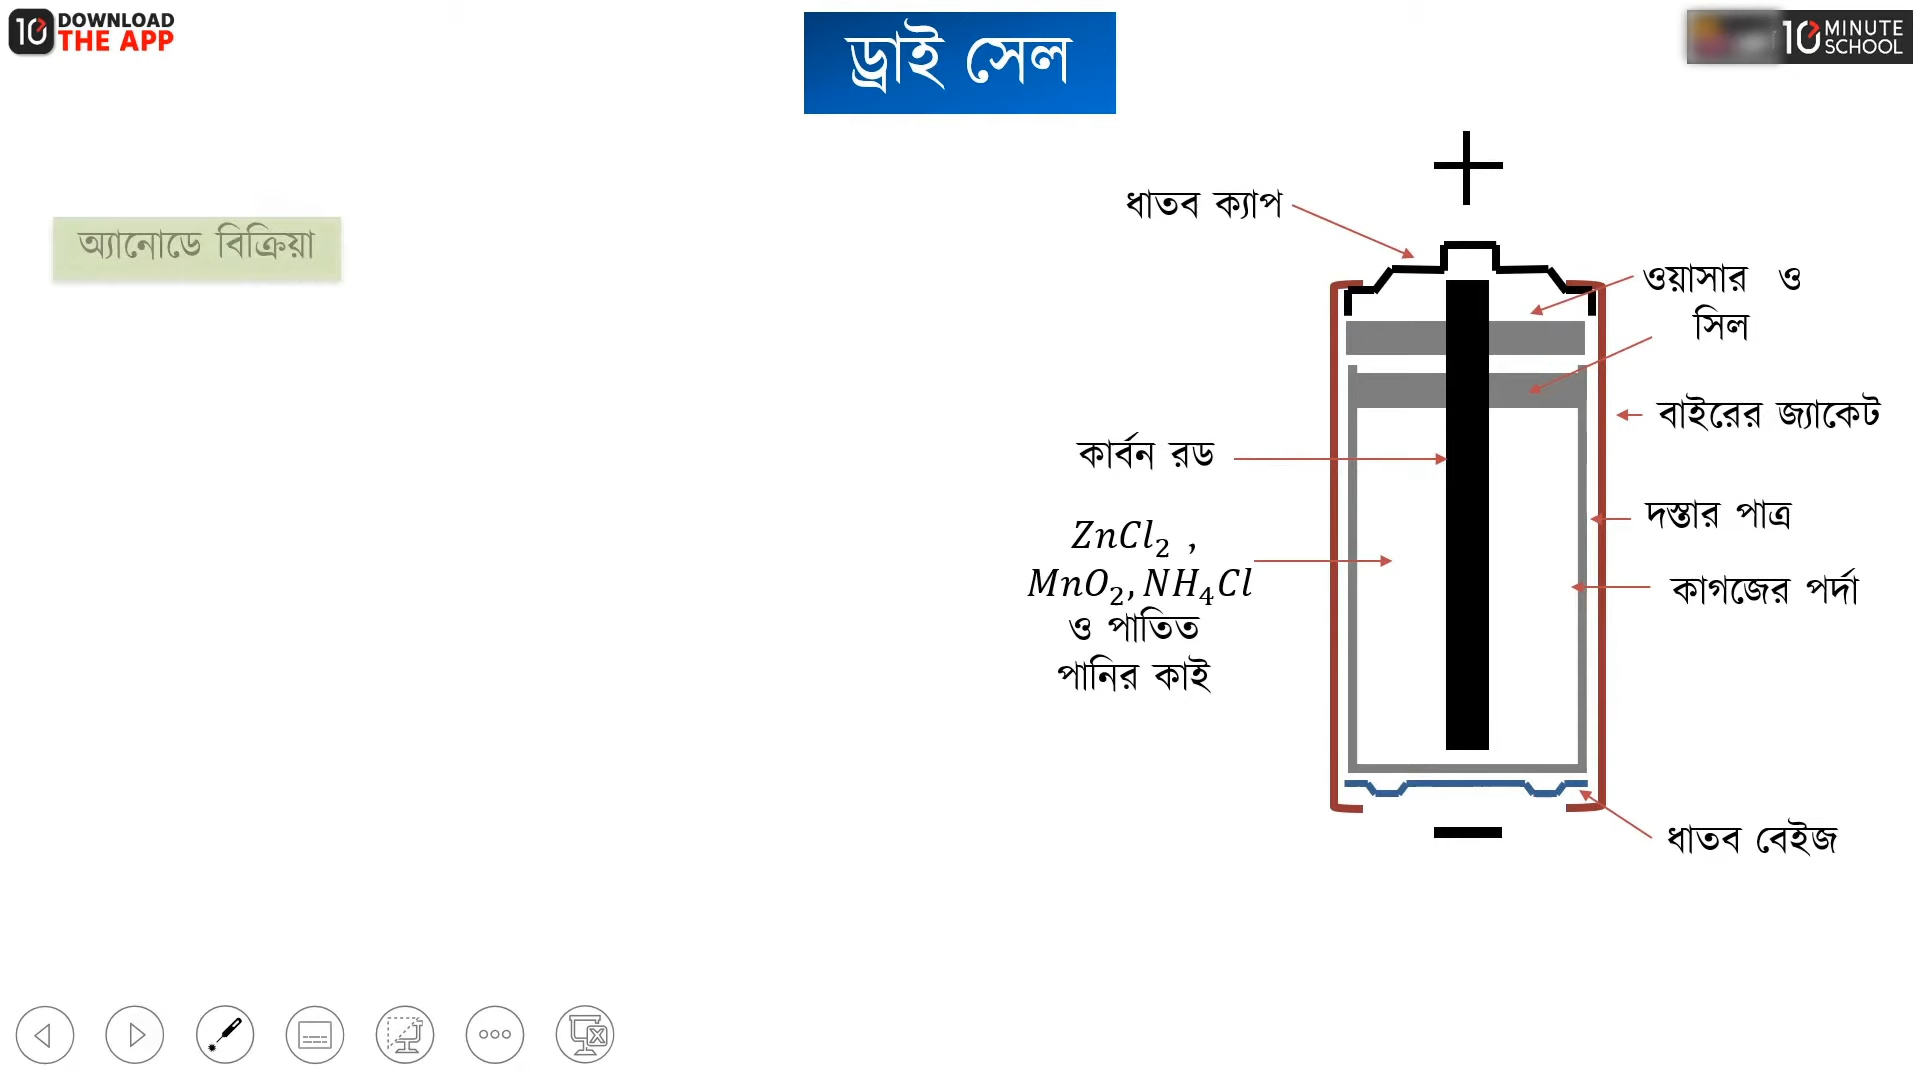 10 DOWNLOAD
THE APP
ড্রাই সেল
10 MINUTE
SCHOOL
+
ধাতব ক্যাপ
অ্যানোডে বিক্রিয়া
ওয়াসার ও
সিল
বাইরের জ্যাকেট
কার্বন রড
দস্তার পাত্র
ZnCl₂ ,
MnO₂, NH₄Cl
ও পাতিত
পানির কাই
কাগজের পর্দা
ধাতব বেইজ